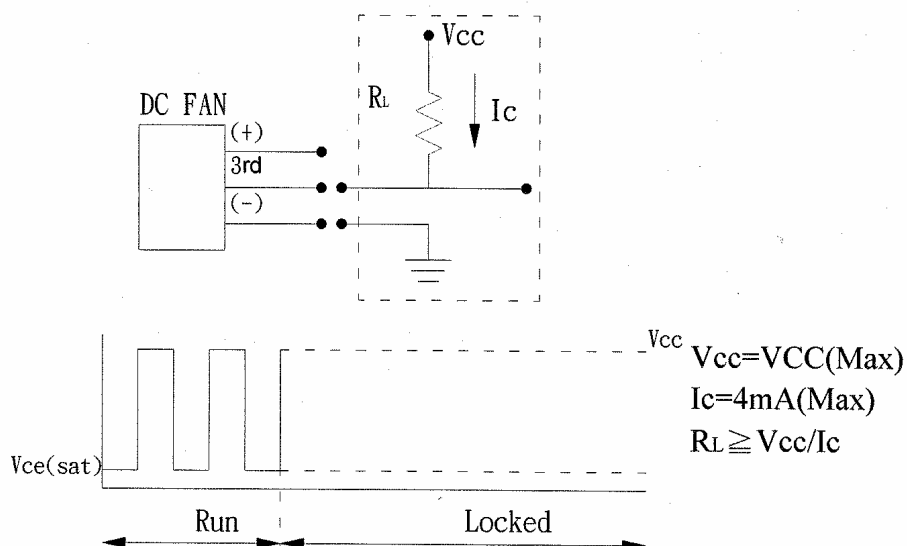 Vcc
RL
Ic
DC FAN
(+)
3rd
(-)
Vcc
Vcc=VCC(Max)
Ic=4mA(Max)
RL≧Vcc/Ic
Vce(sat)
Run
Locked